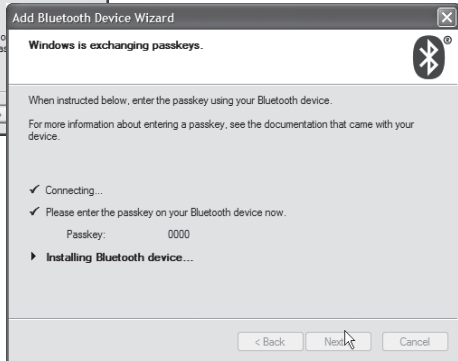 Add Bluetooth Device Wizard
Windows is exchanging passkeys.
When instructed below, enter the passkey using your Bluetooth device.
For more information about entering a passkey, see the documentation that came with your
device.
Connecting...
Please enter the passkey on your Bluetooth device now.
Passkey: 0000
Installing Bluetooth device...
< Back Next Cancel